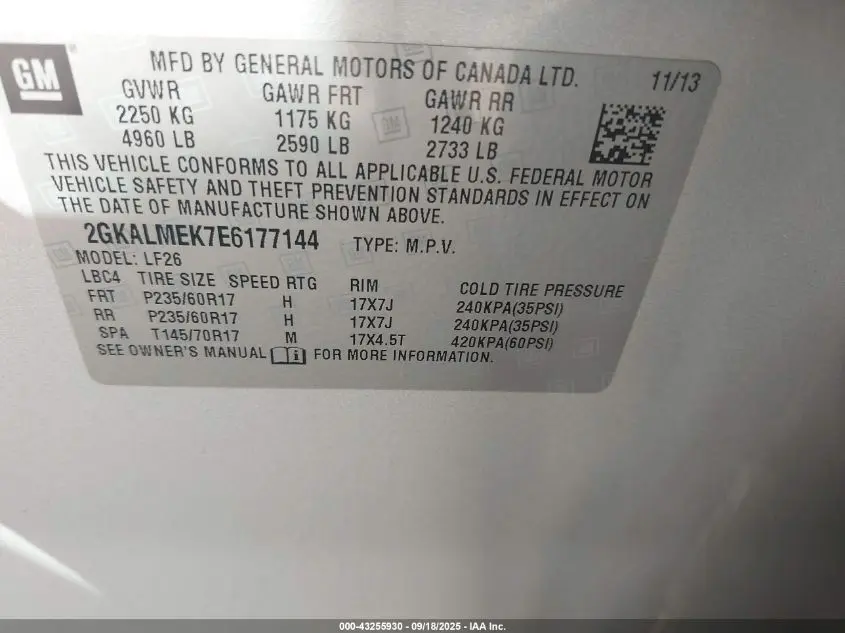 GM
MFD BY GENERAL MOTORS OF CANADA LTD. 11/13
GVWR GAWR FRT GAWR RR
2250 KG 1175 KG 1240 KG
4960 LB 2590 LB 2733 LB
THIS VEHICLE CONFORMS TO ALL APPLICABLE U.S. FEDERAL MOTOR
VEHICLE SAFETY AND THEFT PREVENTION STANDARDS IN EFFECT ON
THE DATE OF MANUFACTURE SHOWN ABOVE.
2GKALMEK7E6177144 TYPE: M.P.V.
MODEL: LF26
LBC4 TIRE SIZE SPEED RTG RIM COLD TIRE PRESSURE
FRT P235/60R17 H 17X7J 240KPA(35PSI)
RR P235/60R17 H 17X7J 240KPA(35PSI)
SPA T145/70R17 M 17X4.5T 420KPA(60PSI)
SEE OWNER'S MANUAL FOR MORE INFORMATION.
000-43255930 - 09/18/2025 - IAA Inc.